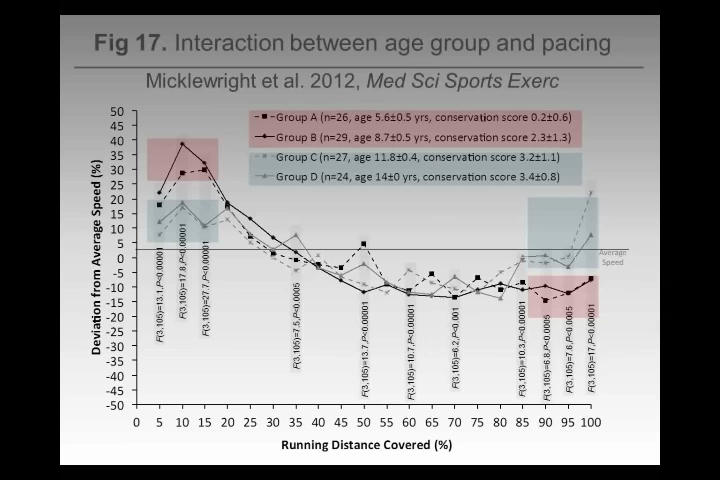 Fig 17. Interaction between age group and pacing
Micklewright et al. 2012, Med Sci Sports Exerc
Group A (n=26, age 5.6±0.5 yrs, conservation score 0.2±0.6)
Group B (n=29, age 8.7±0.5 yrs, conservation score 2.3±1.3)
Group C (n=27, age 11.8±0.4, conservation score 3.2±1.1)
Group D (n=24, age 14±0 yrs, conservation score 3.4±0.8)
Deviation from Average Speed (%)
50
45
40
35
30
25
20
15
10
5
0
-5
-10
-15
-20
-25
-30
-35
-40
-45
-50
Average
Speed
F(3,105)=13.1,P<0.00001
F(3,105)=17.8,P<0.00001
F(3,105)=27.7,P<0.00001
F(3,105)=7.5,P<0.0005
F(3,105)=13.7,P<0.00001
F(3,105)=10.7,P<0.00001
F(3,105)=6.2,P<0.001
F(3,105)=10.3,P<0.00001
F(3,105)=6.8,P<0.0005
F(3,105)=7.6,P<0.0005
F(3,105)=17,P<0.00001
0 5 10 15 20 25 30 35 40 45 50 55 60 65 70 75 80 85 90 95 100
Running Distance Covered (%)